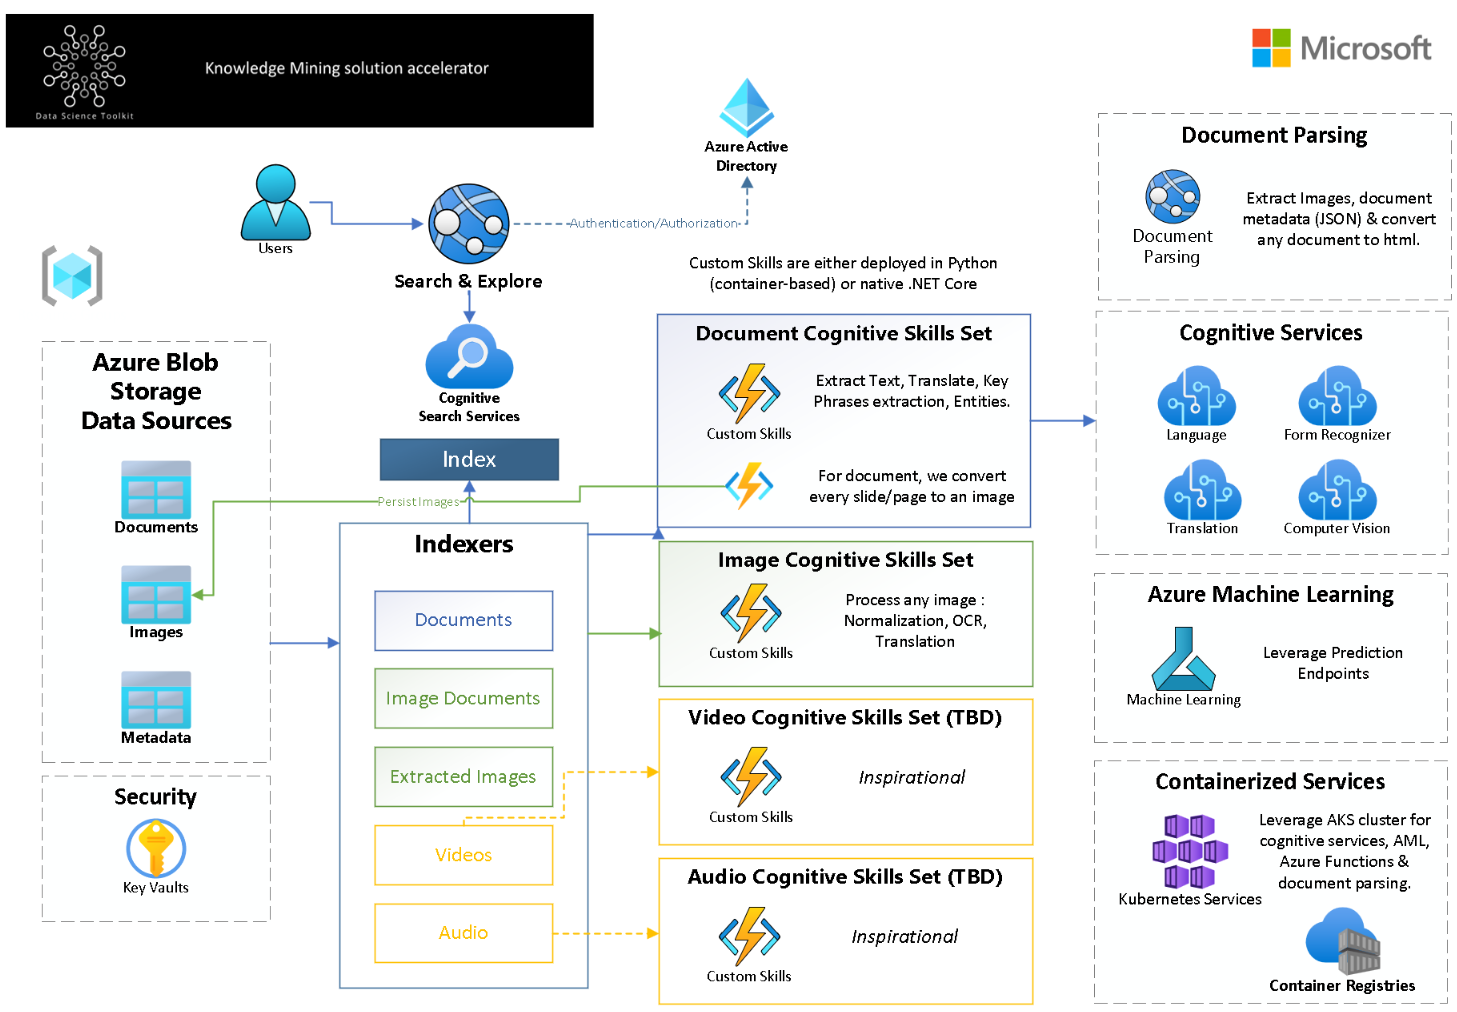 Knowledge Mining solution accelerator
Data Science Toolkit
Microsoft
Azure Active
Directory
Users
Authentication/Authorization
Search & Explore
Custom Skills are either deployed in Python
(container-based) or native .NET Core
Cognitive
Search Services
Index
Persist Images
Azure Blob
Storage
Data Sources
Documents
Images
Metadata
Security
Key Vaults
Indexers
Documents
Image Documents
Extracted Images
Videos
Audio
Document Cognitive Skills Set
Extract Text, Translate, Key
Phrases extraction, Entities.
Custom Skills
For document, we convert
every slide/page to an image
Image Cognitive Skills Set
Process any image :
Normalization, OCR,
Translation
Custom Skills
Video Cognitive Skills Set (TBD)
Inspirational
Custom Skills
Audio Cognitive Skills Set (TBD)
Inspirational
Custom Skills
Document Parsing
Extract Images, document
metadata (JSON) & convert
any document to html.
Document
Parsing
Cognitive Services
Language
Form Recognizer
Translation
Computer Vision
Azure Machine Learning
Leverage Prediction
Endpoints
Machine Learning
Containerized Services
Leverage AKS cluster for
cognitive services, AML,
Azure Functions &
document parsing.
Kubernetes Services
Container Registries